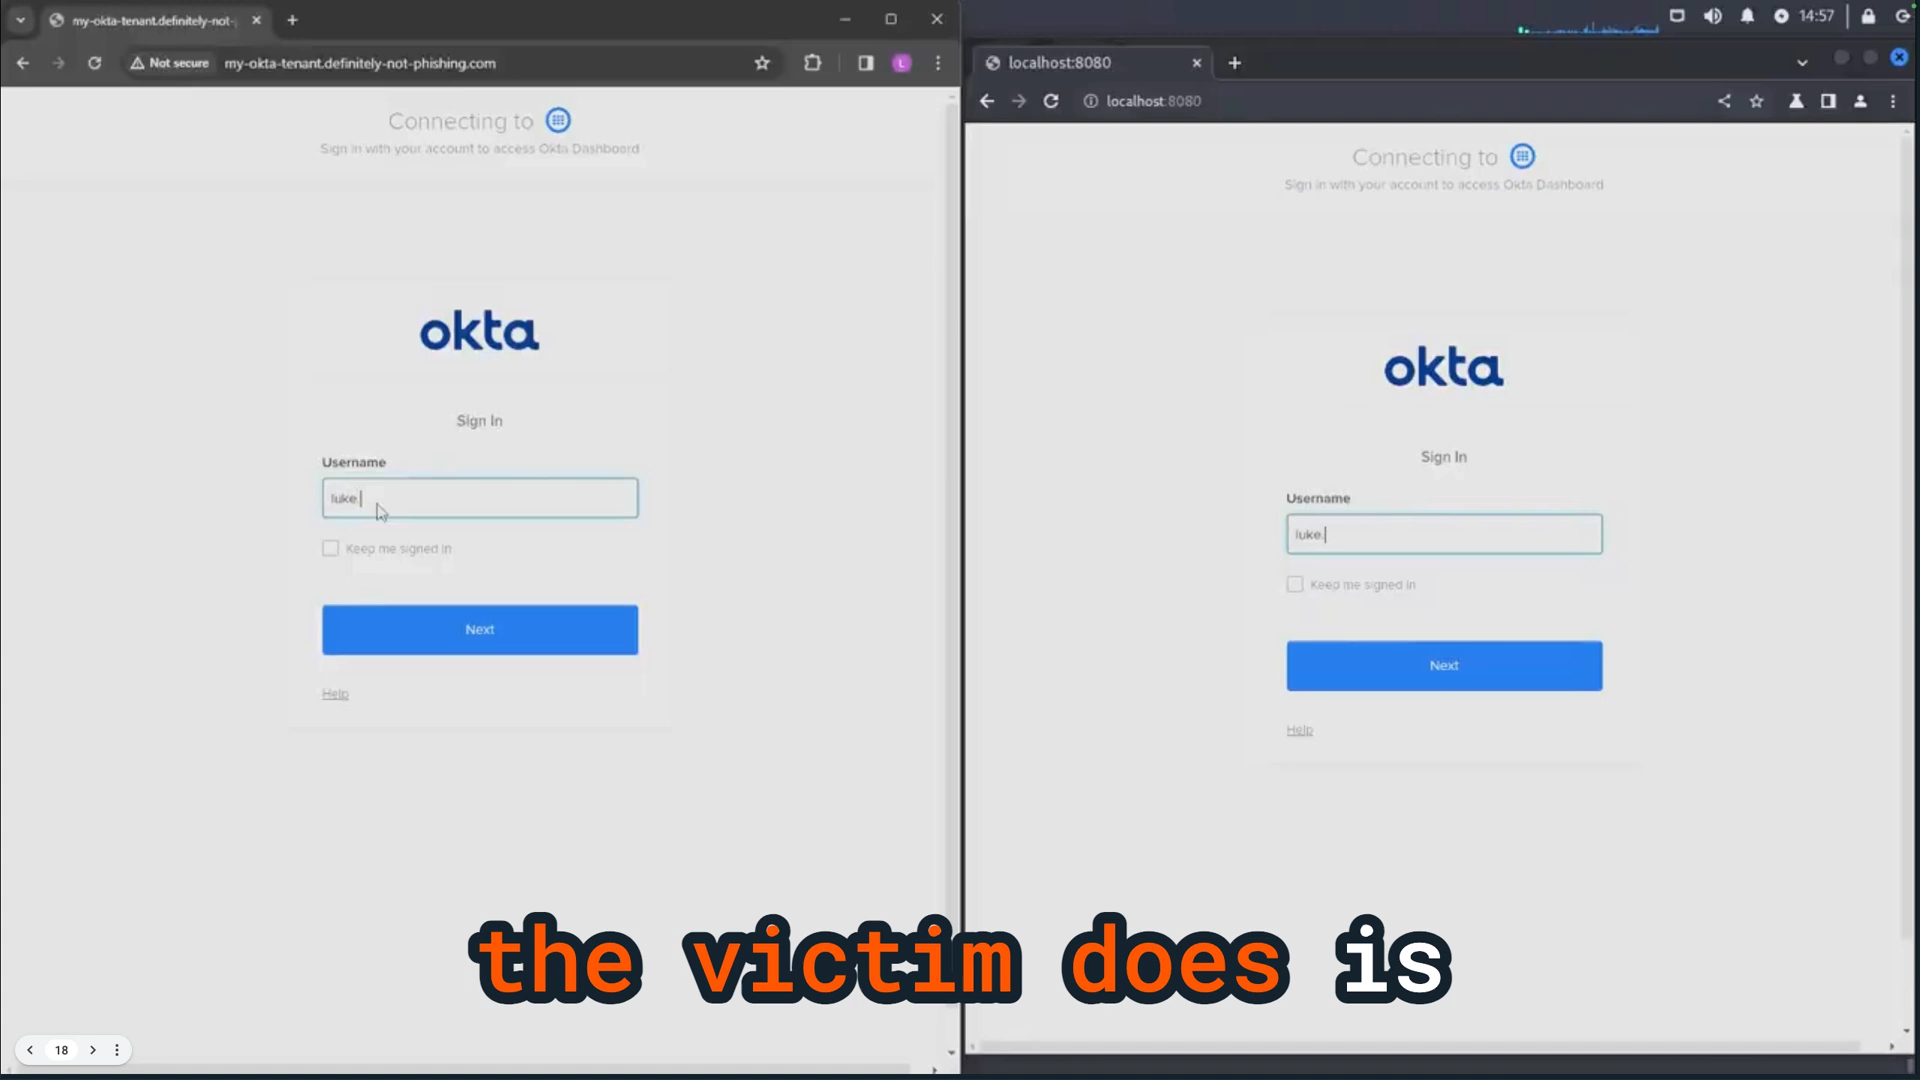 my-okta-tenant.definitely-not-p
Not secure
my-okta-tenant.definitely-not-phishing.com
Connecting to
Sign in with your account to access Okta Dashboard
okta
Sign In
Username
luke.
Keep me signed in
Next
Help
18
14:57
localhost:8080
localhost:8080
Connecting to
Sign in with your account to access Okta Dashboard
okta
Sign In
Username
luke.
Keep me signed in
Next
Help
the victim does is